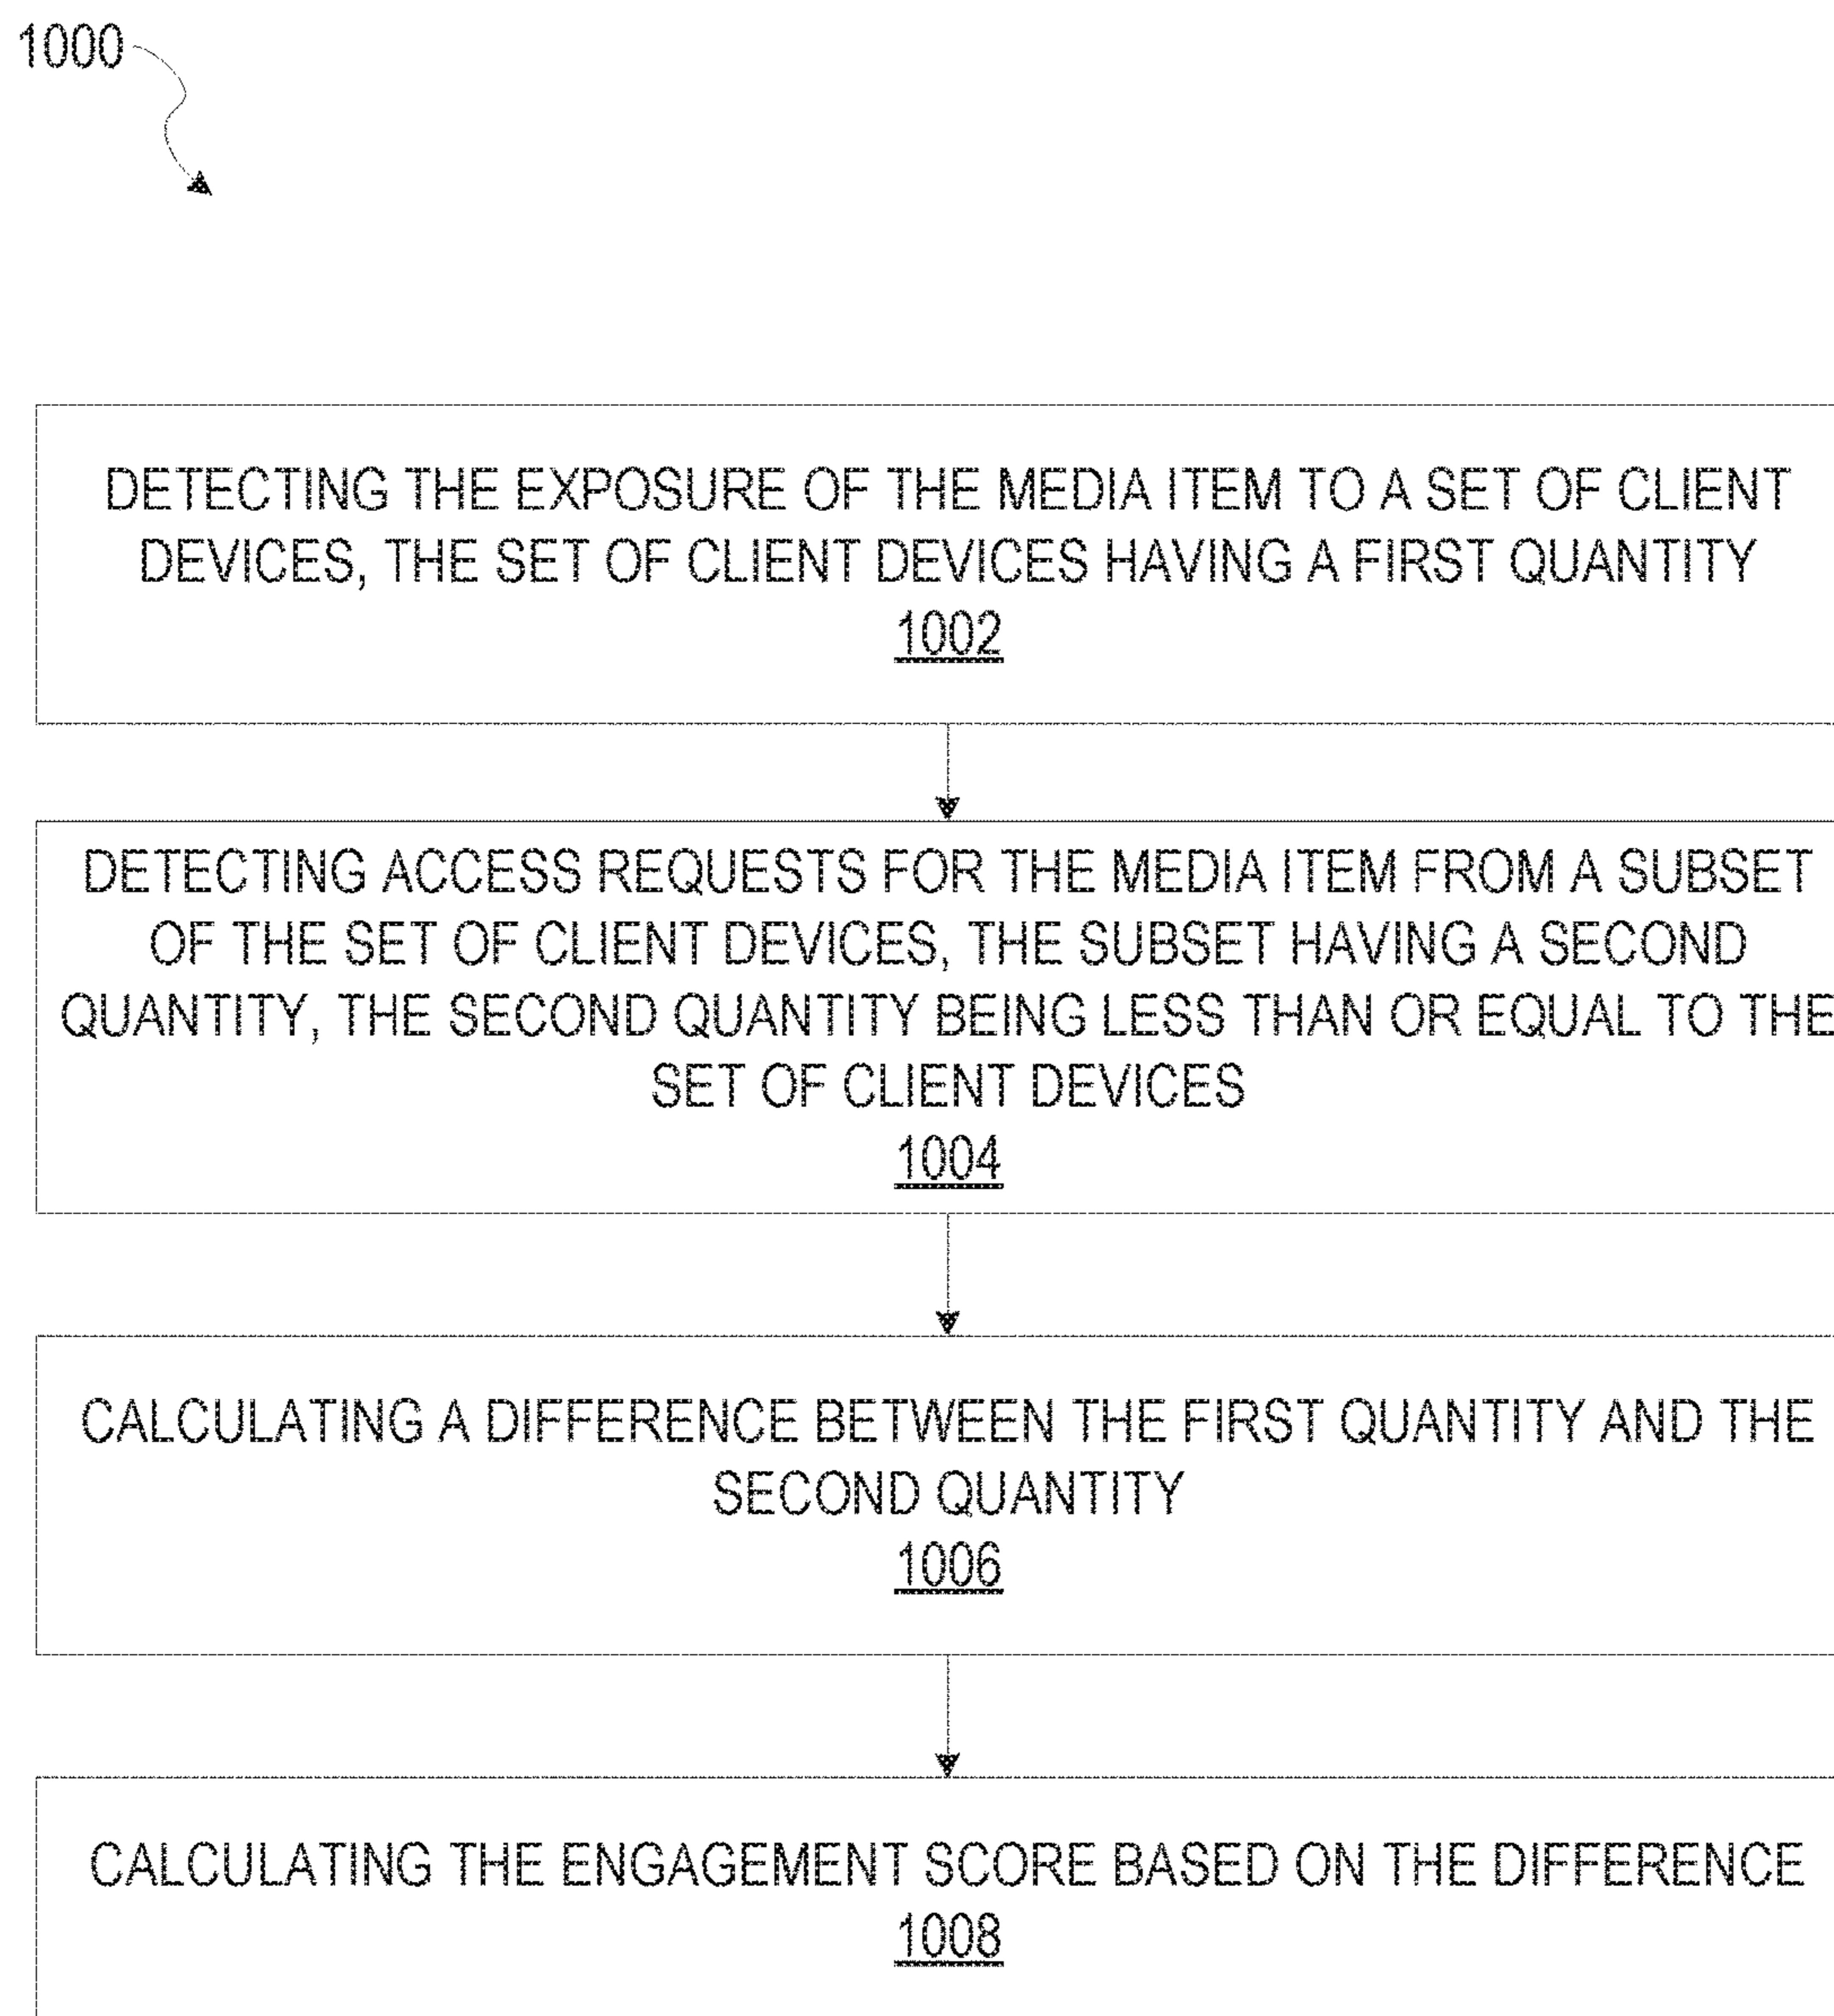 1000
DETECTING THE EXPOSURE OF THE MEDIA ITEM TO A SET OF CLIENT
DEVICES, THE SET OF CLIENT DEVICES HAVING A FIRST QUANTITY
1002
DETECTING ACCESS REQUESTS FOR THE MEDIA ITEM FROM A SUBSET
OF THE SET OF CLIENT DEVICES, THE SUBSET HAVING A SECOND
QUANTITY, THE SECOND QUANTITY BEING LESS THAN OR EQUAL TO THE
SET OF CLIENT DEVICES
1004
CALCULATING A DIFFERENCE BETWEEN THE FIRST QUANTITY AND THE
SECOND QUANTITY
1006
CALCULATING THE ENGAGEMENT SCORE BASED ON THE DIFFERENCE
1008